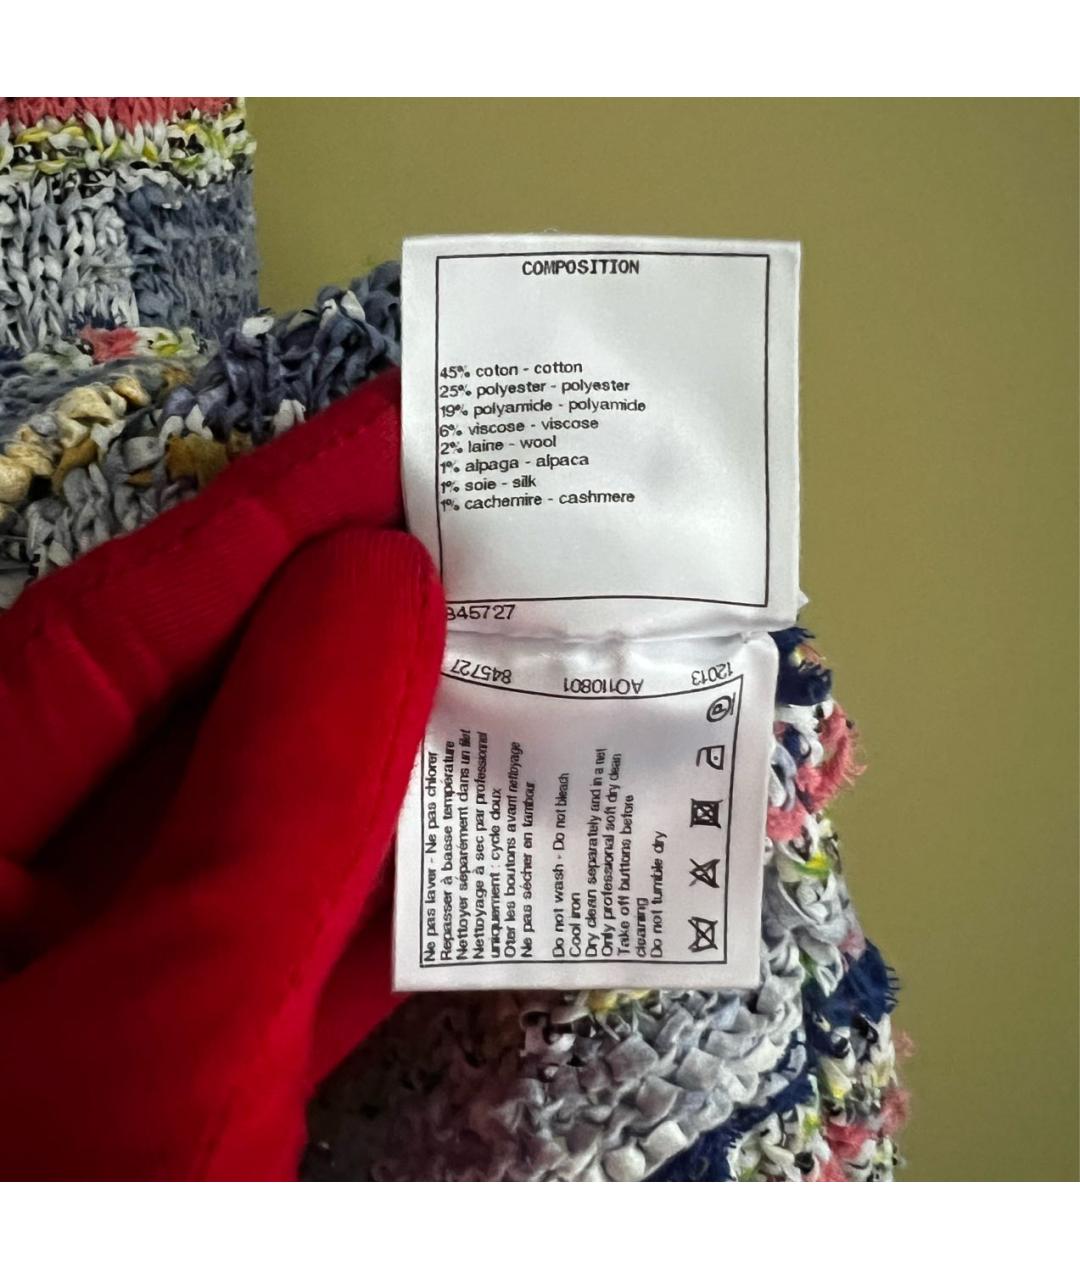 COMPOSITION
45% coton - cotton
25% polyester - polyester
19% polyamide - polyamide
6% viscose - viscose
2% laine - wool
1% alpaga - alpaca
1% soie - silk
1% cachemire - cashmere
845727
845727
AO110801
12013
Ne pas laver - Ne pas chlorer
Repasser à basse température
Nettoyer séparément dans un filet
Nettoyage à sec par professionnel
uniquement : cycle doux
Oter les boutons avant nettoyage
Ne pas sécher en tambour
Do not wash - Do not bleach
Cool iron
Dry clean separately and in a net
Only professional soft dry clean
Take off buttons before
cleaning
Do not tumble dry
P